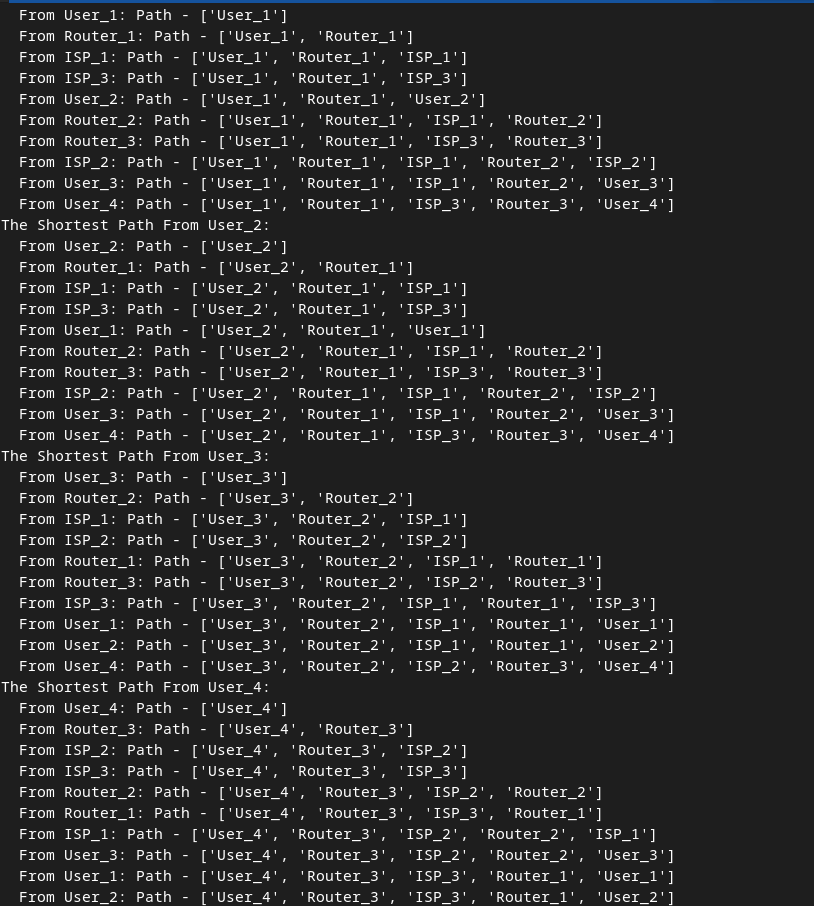 From User_1: Path - ['User_1']
From Router_1: Path - ['User_1', 'Router_1']
From ISP_1: Path - ['User_1', 'Router_1', 'ISP_1']
From ISP_3: Path - ['User_1', 'Router_1', 'ISP_3']
From User_2: Path - ['User_1', 'Router_1', 'User_2']
From Router_2: Path - ['User_1', 'Router_1', 'ISP_1', 'Router_2']
From Router_3: Path - ['User_1', 'Router_1', 'ISP_3', 'Router_3']
From ISP_2: Path - ['User_1', 'Router_1', 'ISP_1', 'Router_2', 'ISP_2']
From User_3: Path - ['User_1', 'Router_1', 'ISP_1', 'Router_2', 'User_3']
From User_4: Path - ['User_1', 'Router_1', 'ISP_3', 'Router_3', 'User_4']
The Shortest Path From User_2:
From User_2: Path - ['User_2']
From Router_1: Path - ['User_2', 'Router_1']
From ISP_1: Path - ['User_2', 'Router_1', 'ISP_1']
From ISP_3: Path - ['User_2', 'Router_1', 'ISP_3']
From User_1: Path - ['User_2', 'Router_1', 'User_1']
From Router_2: Path - ['User_2', 'Router_1', 'ISP_1', 'Router_2']
From Router_3: Path - ['User_2', 'Router_1', 'ISP_3', 'Router_3']
From ISP_2: Path - ['User_2', 'Router_1', 'ISP_1', 'Router_2', 'ISP_2']
From User_3: Path - ['User_2', 'Router_1', 'ISP_1', 'Router_2', 'User_3']
From User_4: Path - ['User_2', 'Router_1', 'ISP_3', 'Router_3', 'User_4']
The Shortest Path From User_3:
From User_3: Path - ['User_3']
From Router_2: Path - ['User_3', 'Router_2']
From ISP_1: Path - ['User_3', 'Router_2', 'ISP_1']
From ISP_2: Path - ['User_3', 'Router_2', 'ISP_2']
From Router_1: Path - ['User_3', 'Router_2', 'ISP_1', 'Router_1']
From Router_3: Path - ['User_3', 'Router_2', 'ISP_2', 'Router_3']
From ISP_3: Path - ['User_3', 'Router_2', 'ISP_1', 'Router_1', 'ISP_3']
From User_1: Path - ['User_3', 'Router_2', 'ISP_1', 'Router_1', 'User_1']
From User_2: Path - ['User_3', 'Router_2', 'ISP_1', 'Router_1', 'User_2']
From User_4: Path - ['User_3', 'Router_2', 'ISP_2', 'Router_3', 'User_4']
The Shortest Path From User_4:
From User_4: Path - ['User_4']
From Router_3: Path - ['User_4', 'Router_3']
From ISP_2: Path - ['User_4', 'Router_3', 'ISP_2']
From ISP_3: Path - ['User_4', 'Router_3', 'ISP_3']
From Router_2: Path - ['User_4', 'Router_3', 'ISP_2', 'Router_2']
From Router_1: Path - ['User_4', 'Router_3', 'ISP_3', 'Router_1']
From ISP_1: Path - ['User_4', 'Router_3', 'ISP_2', 'Router_2', 'ISP_1']
From User_3: Path - ['User_4', 'Router_3', 'ISP_2', 'Router_2', 'User_3']
From User_1: Path - ['User_4', 'Router_3', 'ISP_3', 'Router_1', 'User_1']
From User_2: Path - ['User_4', 'Router_3', 'ISP_3', 'Router_1', 'User_2']